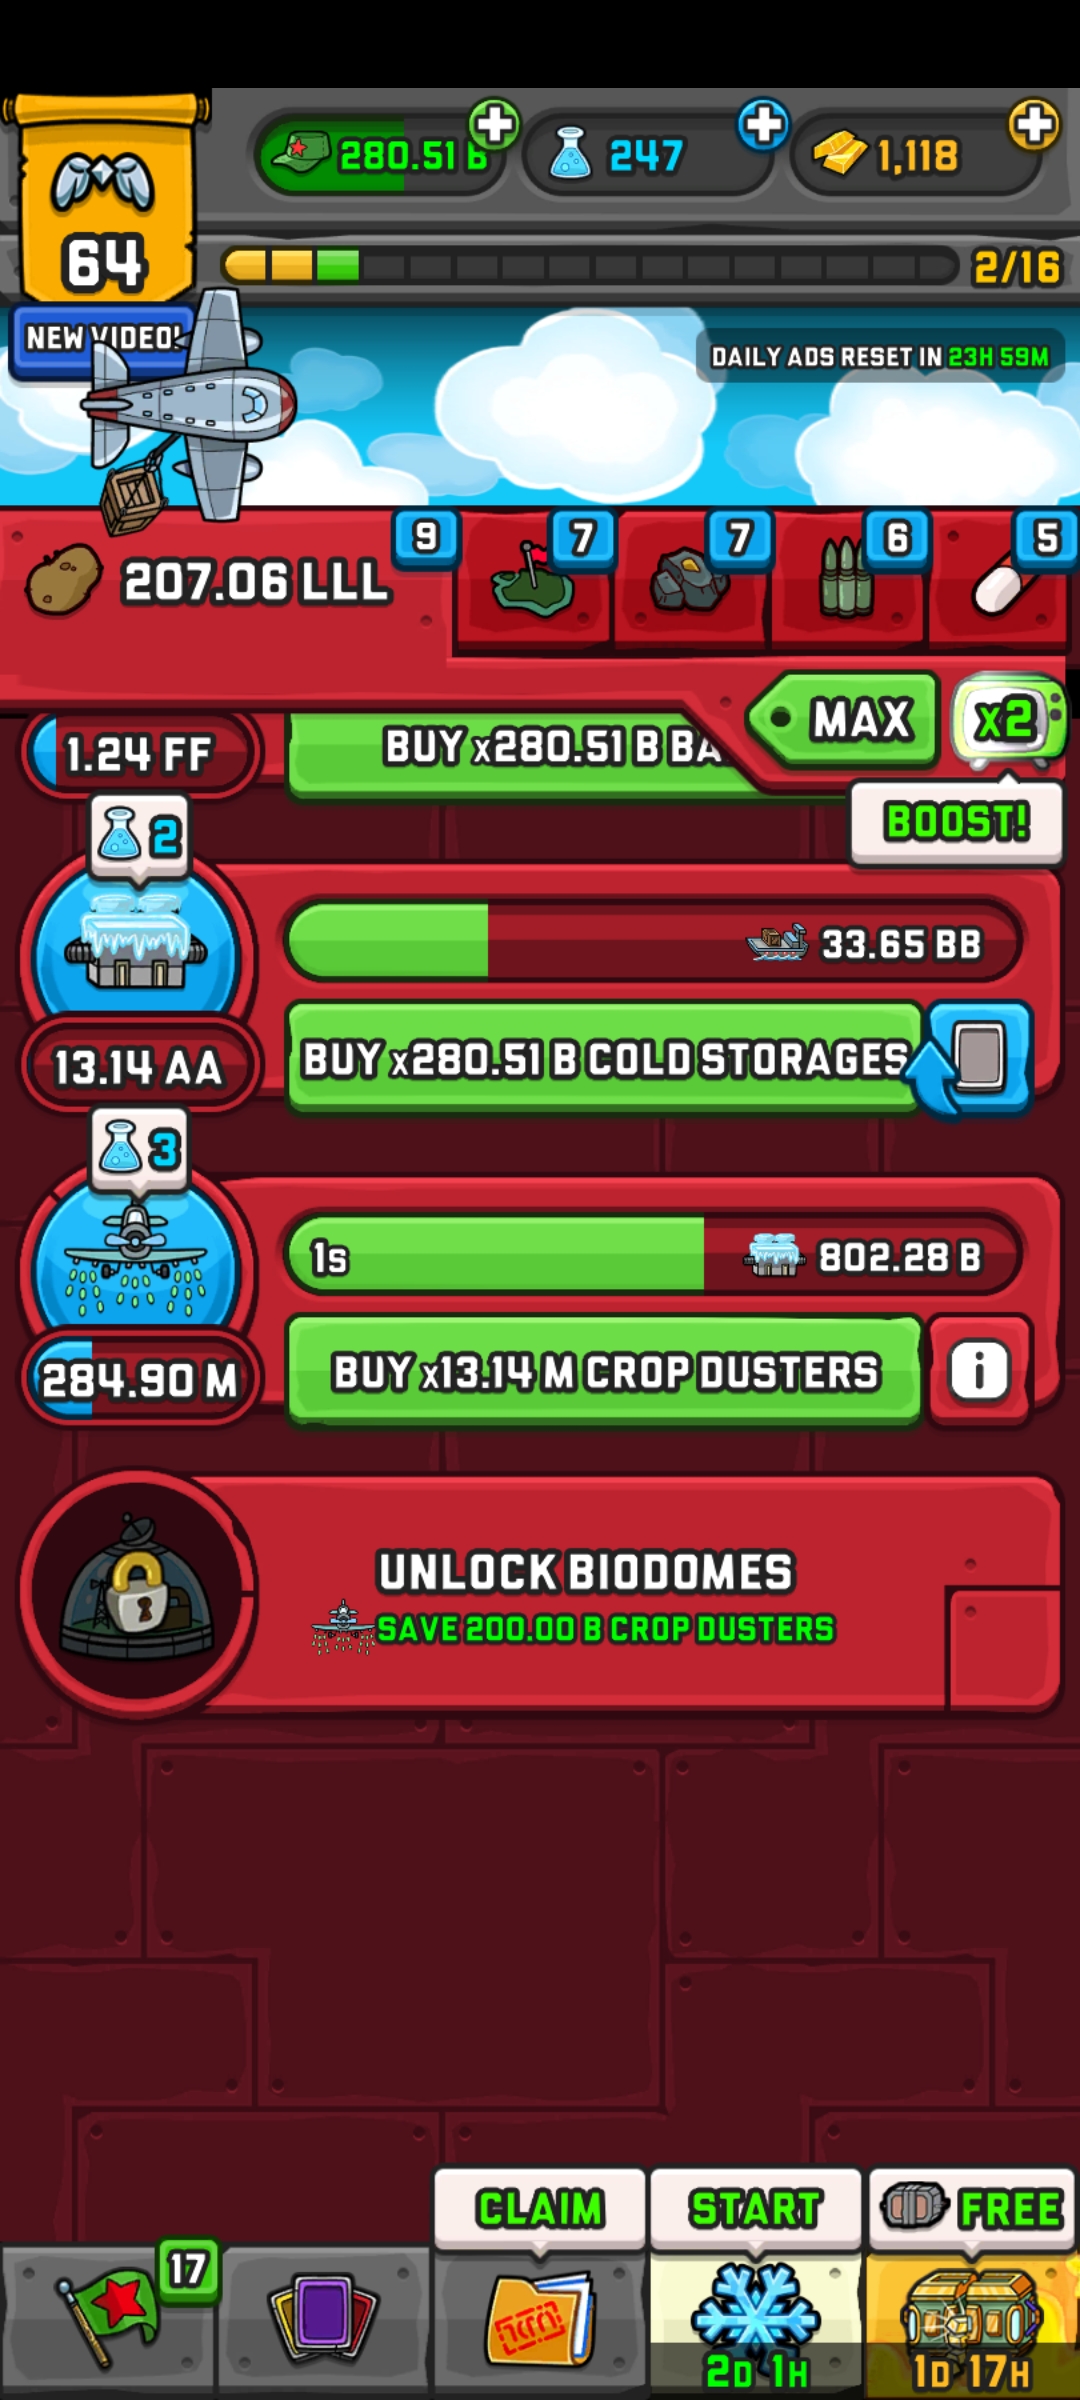 280.51 B
247
1,118
64
2/16
NEW VIDEO!
DAILY ADS RESET IN 23H 59M
207.06 LLL
9
7
7
6
5
MAX
x2
1.24 FF
BUY x280.51 B BA
BOOST!
2
33.65 BB
13.14 AA
BUY x280.51 B COLD STORAGES
3
1s
802.28 B
284.90 M
BUY x13.14 M CROP DUSTERS
i
UNLOCK BIODOMES
SAVE 200.00 B CROP DUSTERS
CLAIM
START
FREE
17
2D 1H
1D 17H